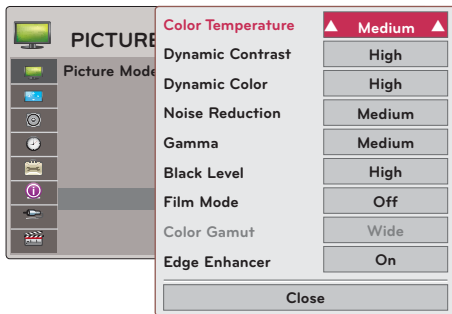 PICTURE
Picture Mode
Color Temperature Medium
Dynamic Contrast High
Dynamic Color High
Noise Reduction Medium
Gamma Medium
Black Level High
Film Mode Off
Color Gamut Wide
Edge Enhancer On
Close